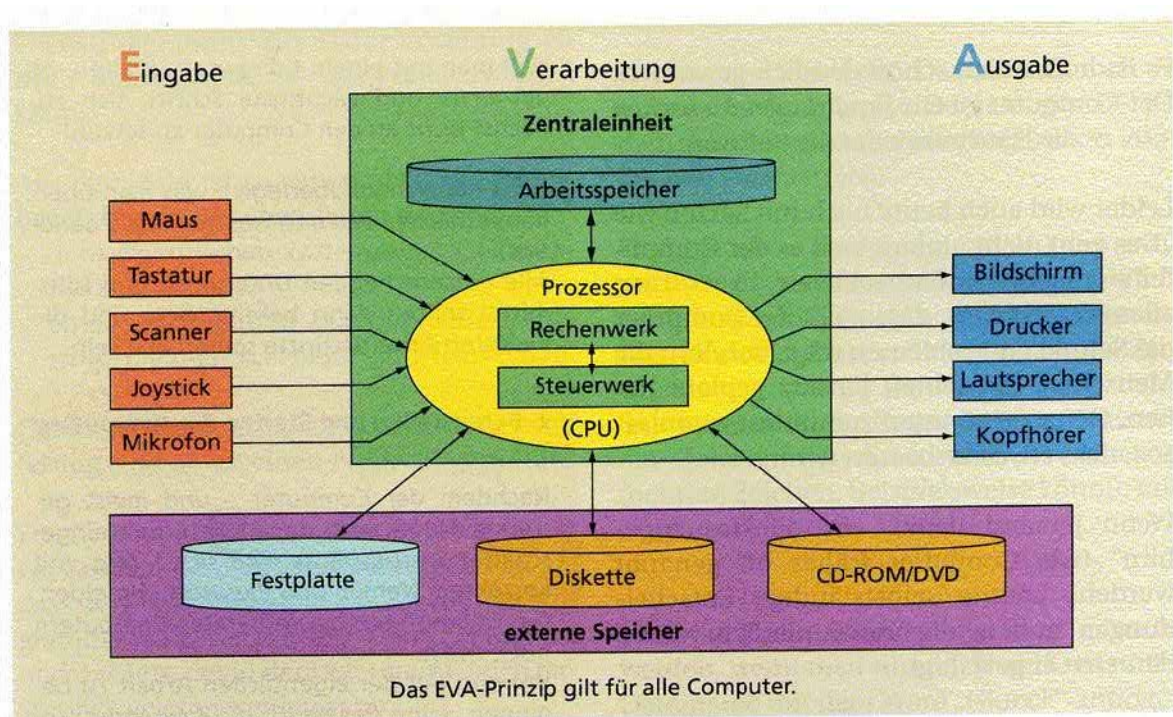 Eingabe
Verarbeitung
Ausgabe
Zentraleinheit
Arbeitsspeicher
Maus
Tastatur
Scanner
Joystick
Mikrofon
Prozessor
Rechenwerk
Steuerwerk
(CPU)
Bildschirm
Drucker
Lautsprecher
Kopfhörer
Festplatte
Diskette
CD-ROM/DVD
externe Speicher
Das EVA-Prinzip gilt für alle Computer.